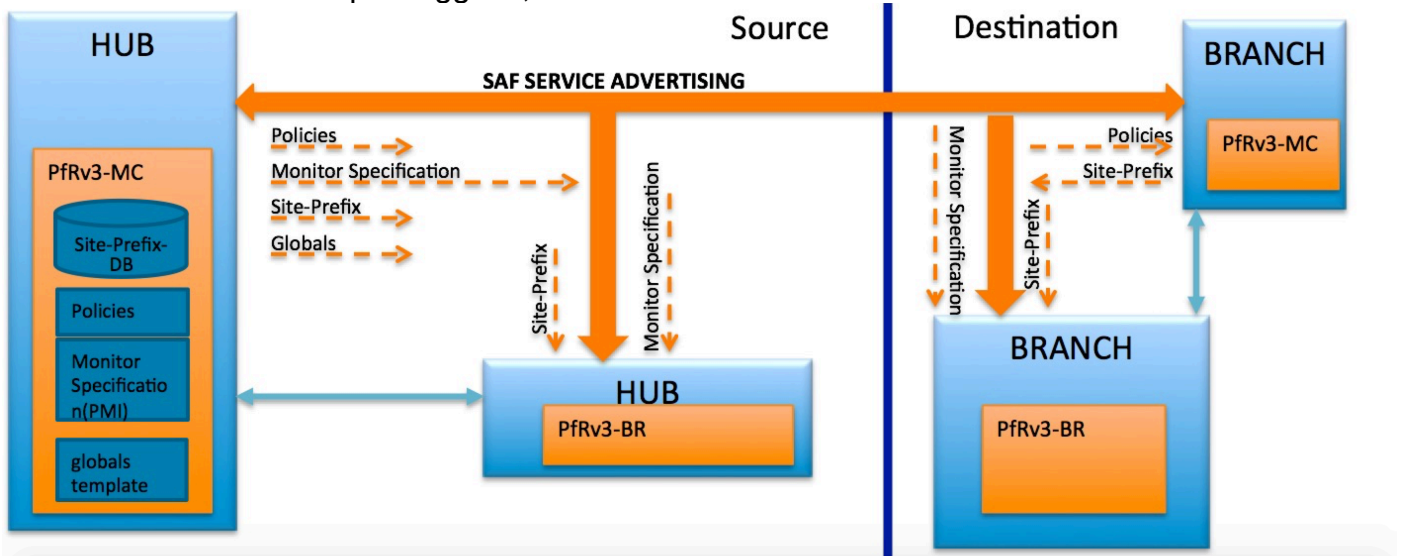 HUB
Source
Destination
BRANCH
SAF SERVICE ADVERTISING
PfRv3-MC
Site-Prefix-
DB
Policies
Monitor
Specificatio
n(PMI)
globals
template
Policies
Monitor Specification
Site-Prefix
Globals
Site-Prefix
Monitor Specification
HUB
PfRv3-BR
Monitor Specification
Policies
Site-Prefix
Site-Prefix
PfRv3-MC
BRANCH
PfRv3-BR